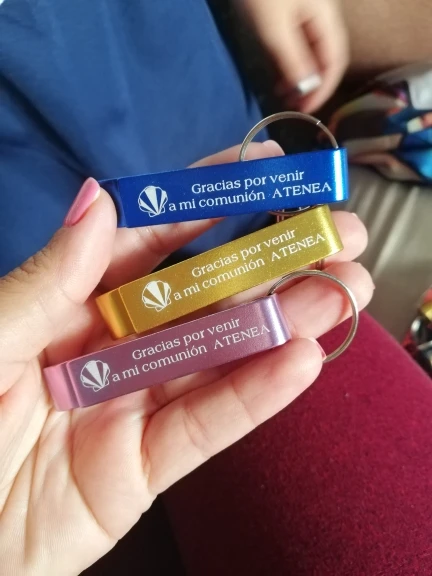 Gracias por venir
a mi comunión ATENEA
Gracias por venir
a mi comunión ATENEA
Gracias por venir
a mi comunión ATENEA